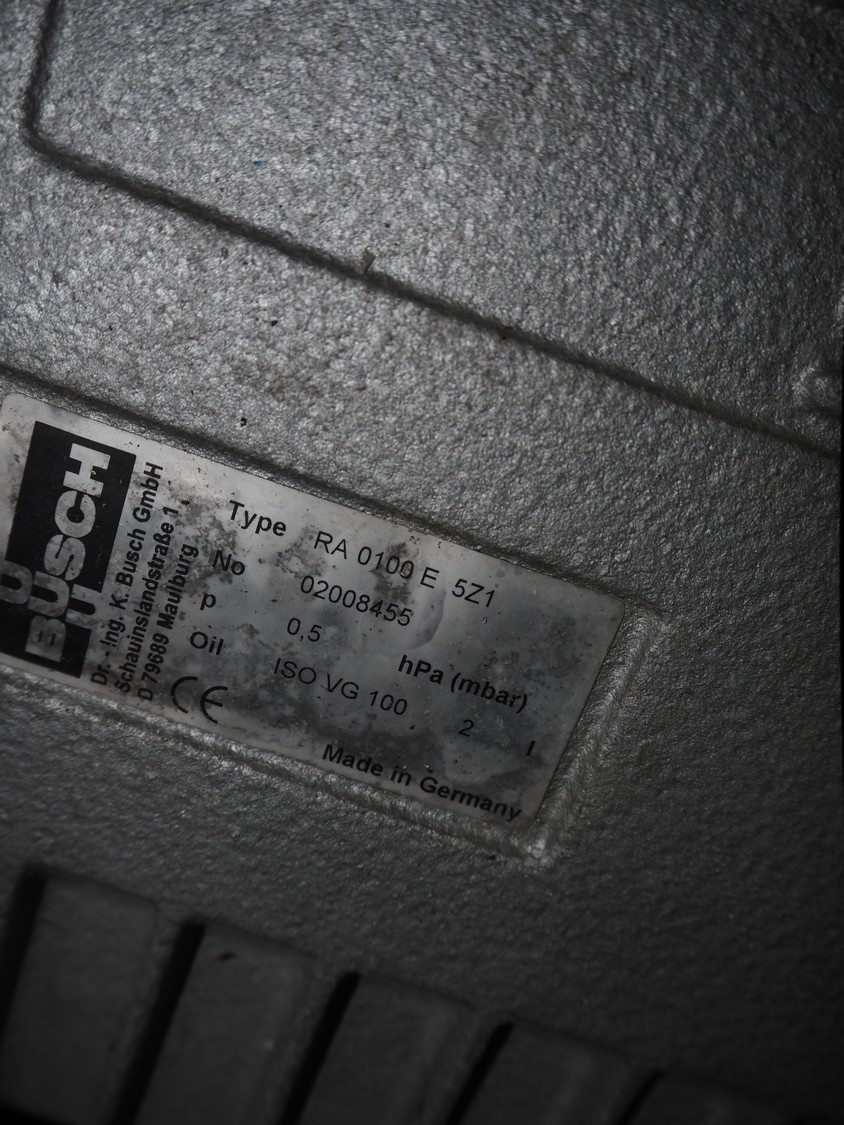 BUSCH
Dr. - Ing. K. Busch GmbH
Schauinslandstraße 1
D 79689 Maulburg
CE
Type RA 0100 E 5Z1
No 02008455
p 0,5 hPa (mbar)
Oil ISO VG 100 2 l
Made in Germany